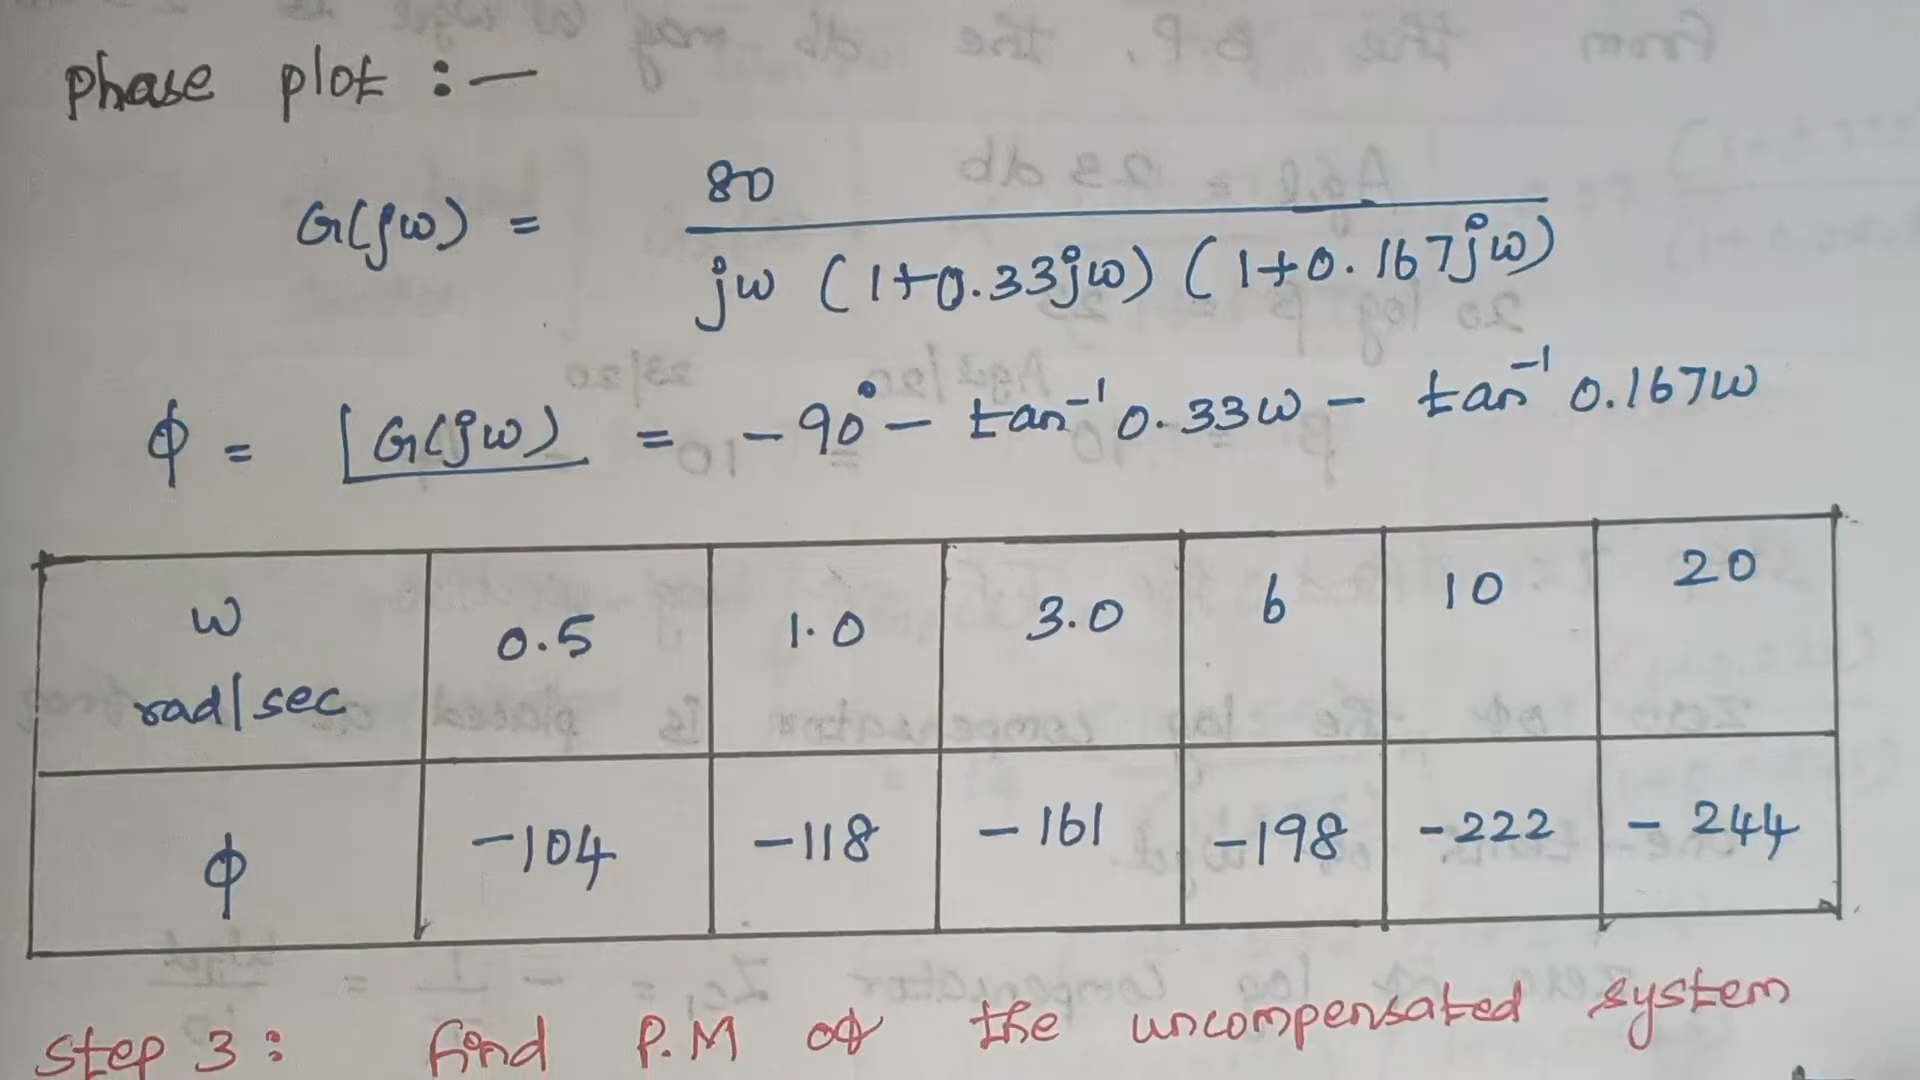 phase plot :-
G(jω) = 80 / jω (1+0.33jω) (1+0.167jω)
ϕ = ∠G(jω) = -90° - tan⁻¹ 0.33ω - tan⁻¹ 0.167ω
ω rad/sec 0.5 1.0 3.0 6 10 20
ϕ -104 -118 -161 -198 -222 -244
step 3: find P.M of the uncompensated system